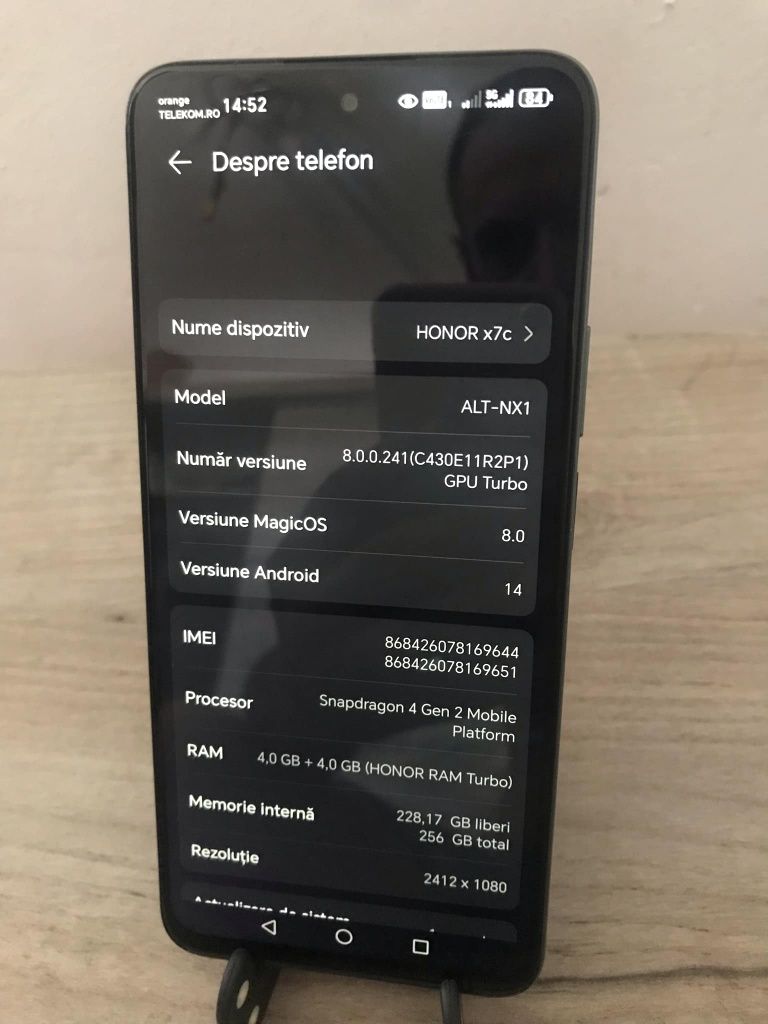 orange
TELEKOM.RO 14:52 84
← Despre telefon
Nume dispozitiv HONOR x7c >
Model ALT-NX1
Număr versiune 8.0.0.241(C430E11R2P1)
GPU Turbo
Versiune MagicOS 8.0
Versiune Android 14
IMEI 868426078169644
868426078169651
Procesor Snapdragon 4 Gen 2 Mobile
Platform
RAM 4,0 GB + 4,0 GB (HONOR RAM Turbo)
Memorie internă 228,17 GB liberi
256 GB total
Rezoluție 2412 x 1080